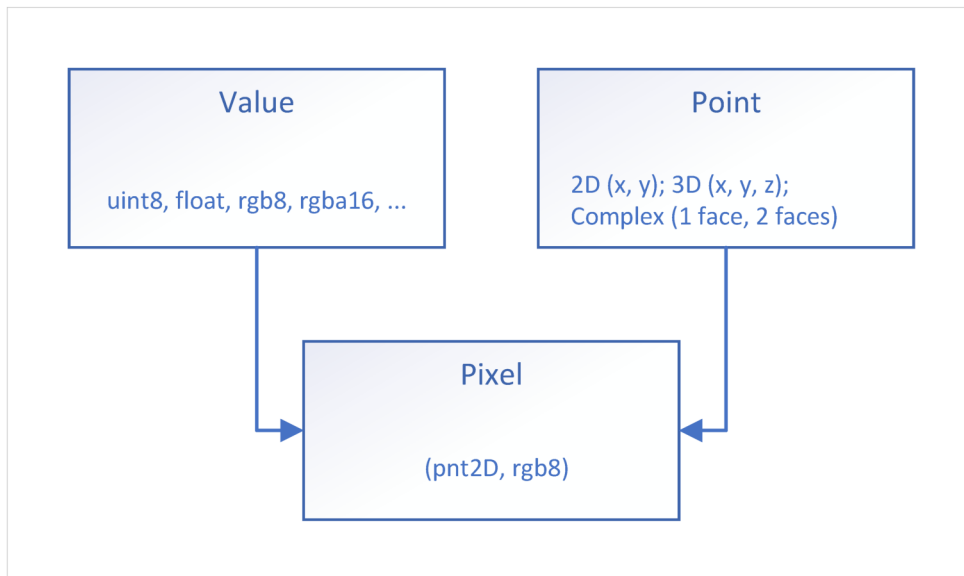 Value
uint8, float, rgb8, rgba16, ...
Point
2D (x, y); 3D (x, y, z);
Complex (1 face, 2 faces)
Pixel
(pnt2D, rgb8)